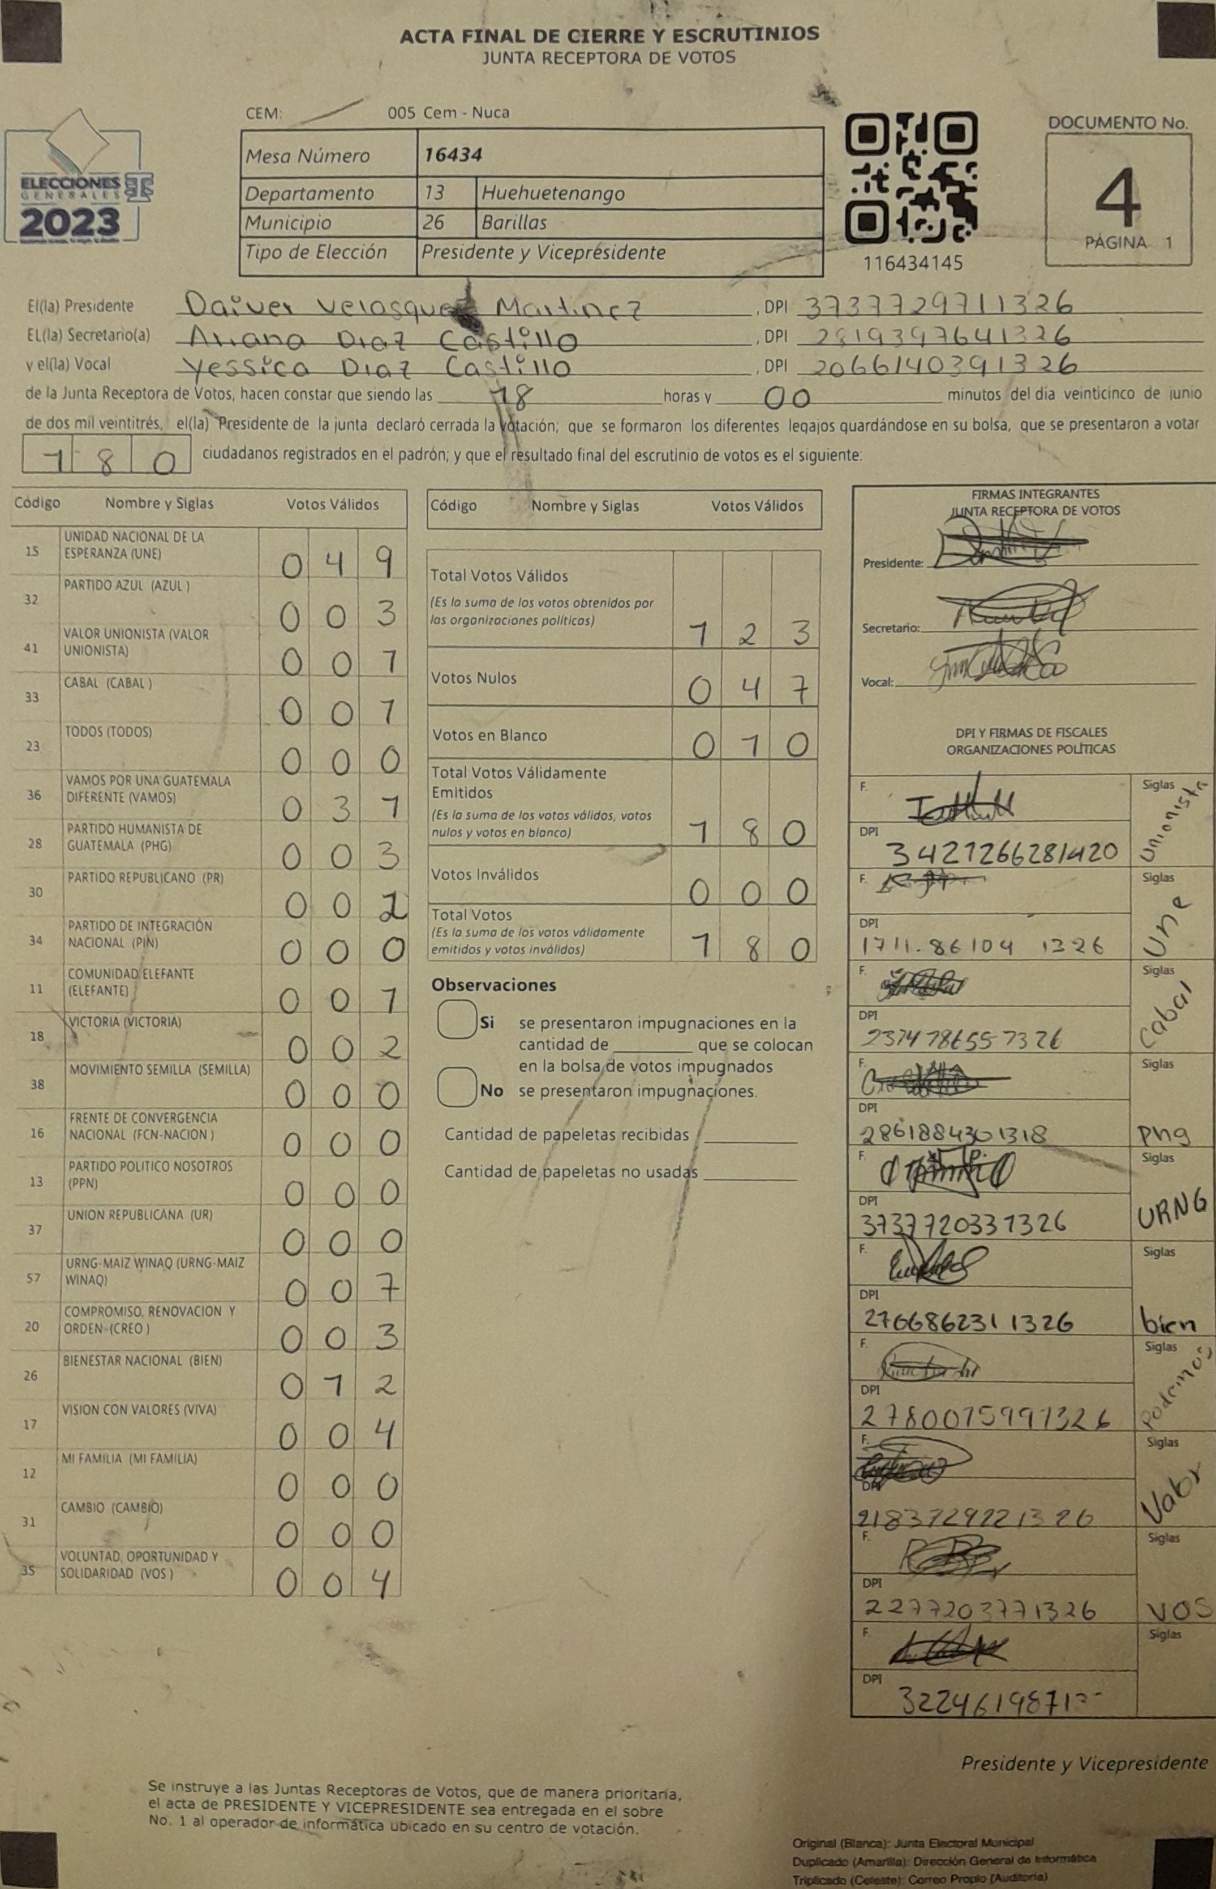 ACTA FINAL DE CIERRE Y ESCRUTINIOS
JUNTA RECEPTORA DE VOTOS
CEM: 005 Cem - Nuca
ELECCIONES
GENERALES
2023
Mesa Número 16434
Departamento 13 Huehuetenango
Municipio 26 Barillas
Tipo de Elección Presidente y Vicepresidente
116434145
DOCUMENTO No.
4
PÁGINA 1
El(la) Presidente Daiver Velasquez Martinez, DPI 3737729711326
EL(la) Secretario(a) Ariana Diaz Castillo, DPI 2819397641326
y el(la) Vocal Yessica Diaz Castillo, DPI 2066140391326
de la Junta Receptora de Votos, hacen constar que siendo las 18 horas y 00 minutos del dia veinticinco de junio
de dos mil veintitrés, el(la) Presidente de la junta declaró cerrada la votación; que se formaron los diferentes legajos guardándose en su bolsa, que se presentaron a votar
180 ciudadanos registrados en el padrón; y que el resultado final del escrutinio de votos es el siguiente:
Código Nombre y Siglas Votos Válidos
15 UNIDAD NACIONAL DE LA ESPERANZA (UNE) 049
32 PARTIDO AZUL (AZUL) 003
41 VALOR UNIONISTA (VALOR UNIONISTA) 001
33 CABAL (CABAL) 001
23 TODOS (TODOS) 000
36 VAMOS POR UNA GUATEMALA DIFERENTE (VAMOS) 031
28 PARTIDO HUMANISTA DE GUATEMALA (PHG) 003
30 PARTIDO REPUBLICANO (PR) 002
34 PARTIDO DE INTEGRACIÓN NACIONAL (PIN) 000
11 COMUNIDAD ELEFANTE (ELEFANTE) 001
18 VICTORIA (VICTORIA) 002
38 MOVIMIENTO SEMILLA (SEMILLA) 000
16 FRENTE DE CONVERGENCIA NACIONAL (FCN-NACION) 000
13 PARTIDO POLITICO NOSOTROS (PPN) 000
37 UNION REPUBLICANA (UR) 000
57 URNG-MAIZ WINAQ (URNG-MAIZ WINAQ) 007
20 COMPROMISO, RENOVACION Y ORDEN (CREO) 003
26 BIENESTAR NACIONAL (BIEN) 012
17 VISION CON VALORES (VIVA) 004
12 MI FAMILIA (MI FAMILIA) 000
31 CAMBIO (CAMBIO) 000
35 VOLUNTAD, OPORTUNIDAD Y SOLIDARIDAD (VOS) 004
Código Nombre y Siglas Votos Válidos
Total Votos Válidos
(Es la suma de los votos obtenidos por
las organizaciones políticas) 123
Votos Nulos 047
Votos en Blanco 010
Total Votos Válidamente
Emitidos
(Es la suma de los votos válidos, votos
nulos y votos en blanco) 180
Votos Inválidos 000
Total Votos
(Es la suma de los votos válidamente
emitidos y votos inválidos) 180
Observaciones
Si se presentaron impugnaciones en la
cantidad de que se colocan
en la bolsa de votos impugnados
No se presentaron impugnaciones.
Cantidad de papeletas recibidas
Cantidad de papeletas no usadas
FIRMAS INTEGRANTES
JUNTA RECEPTORA DE VOTOS
Presidente:
Secretario:
Vocal:
DPI Y FIRMAS DE FISCALES
ORGANIZACIONES POLÍTICAS
F. Siglas Unionista
DPI 3421266281420
F. Siglas Une
DPI 1711.86104 1326
F. Siglas Cabal
DPI 2374786557326
F. Siglas
DPI 2861884301318 Phg
F. Siglas
DPI 3737720331326 URNG
F. Siglas
DPI 2766862311326 bien
F. Siglas Podemos
DPI 2780075991326
F. Siglas Valor
DPI 2183729221326
F. Siglas
DPI 2277203771326 VOS
F. Siglas
DPI
Presidente y Vicepresidente
Se instruye a las Juntas Receptoras de Votos, que de manera prioritaria,
el acta de PRESIDENTE Y VICEPRESIDENTE sea entregada en el sobre
No. 1 al operador de informática ubicado en su centro de votación.
Original (Blanca): Junta Electoral Municipal
Duplicado (Amarilla): Dirección General de Informática
Triplicado (Celeste): Correo Propio (Auditoría)